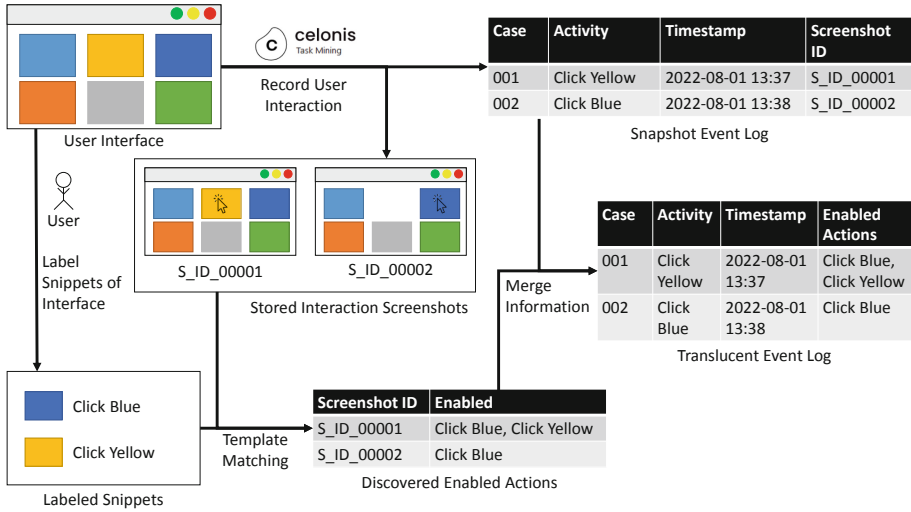 celonis
Task Mining
Record User
Interaction
User Interface
Case Activity Timestamp Screenshot
ID
001 Click Yellow 2022-08-01 13:37 S_ID_00001
002 Click Blue 2022-08-01 13:38 S_ID_00002
Snapshot Event Log
User
Label
Snippets of
Interface
S_ID_00001 S_ID_00002
Stored Interaction Screenshots
Merge
Information
Case Activity Timestamp Enabled
Actions
001 Click 2022-08-01 Click Blue,
Yellow 13:37 Click Yellow
002 Click 2022-08-01 Click Blue
Blue 13:38
Translucent Event Log
Click Blue
Click Yellow
Labeled Snippets
Template
Matching
Screenshot ID Enabled
S_ID_00001 Click Blue, Click Yellow
S_ID_00002 Click Blue
Discovered Enabled Actions